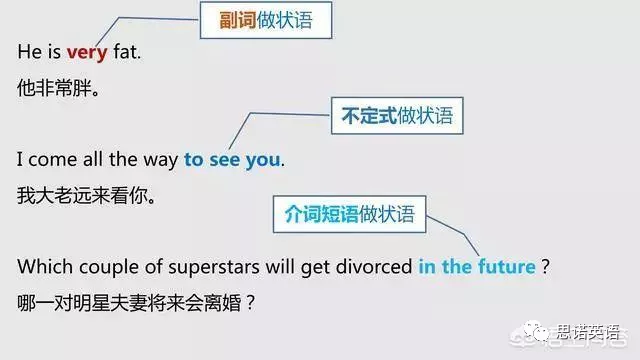 副词做状语
He is very fat.
他非常胖。
不定式做状语
I come all the way to see you.
我大老远来看你。
介词短语做状语
Which couple of superstars will get divorced in the future？
哪一对明星夫妻将来会离婚？
思诺英语